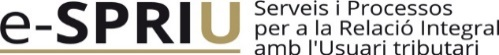 e-SPRIU
Serveis i Processos
per a la Relació Integral
amb l'Usuari tributari